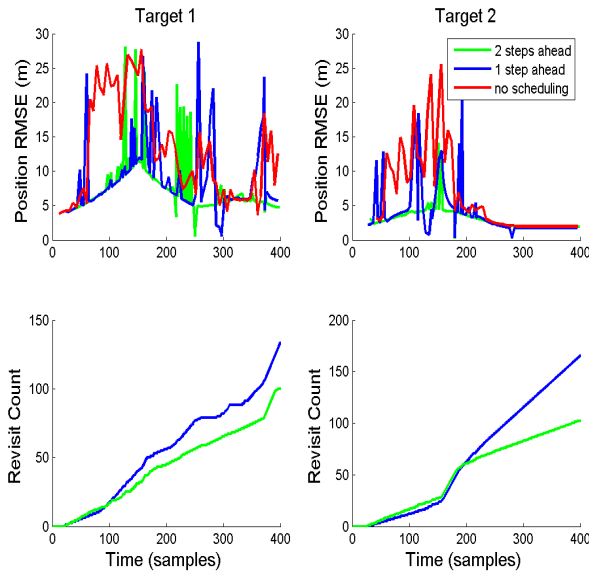 Target 1
Target 2
Position RMSE (m)
30
25
20
15
10
5
0
0 100 200 300 400
Position RMSE (m)
30
25
20
15
10
5
0
0 100 200 300 400
2 steps ahead
1 step ahead
no scheduling
Revisit Count
150
100
50
0
0 100 200 300 400
Time (samples)
Revisit Count
200
150
100
50
0
0 100 200 300 400
Time (samples)